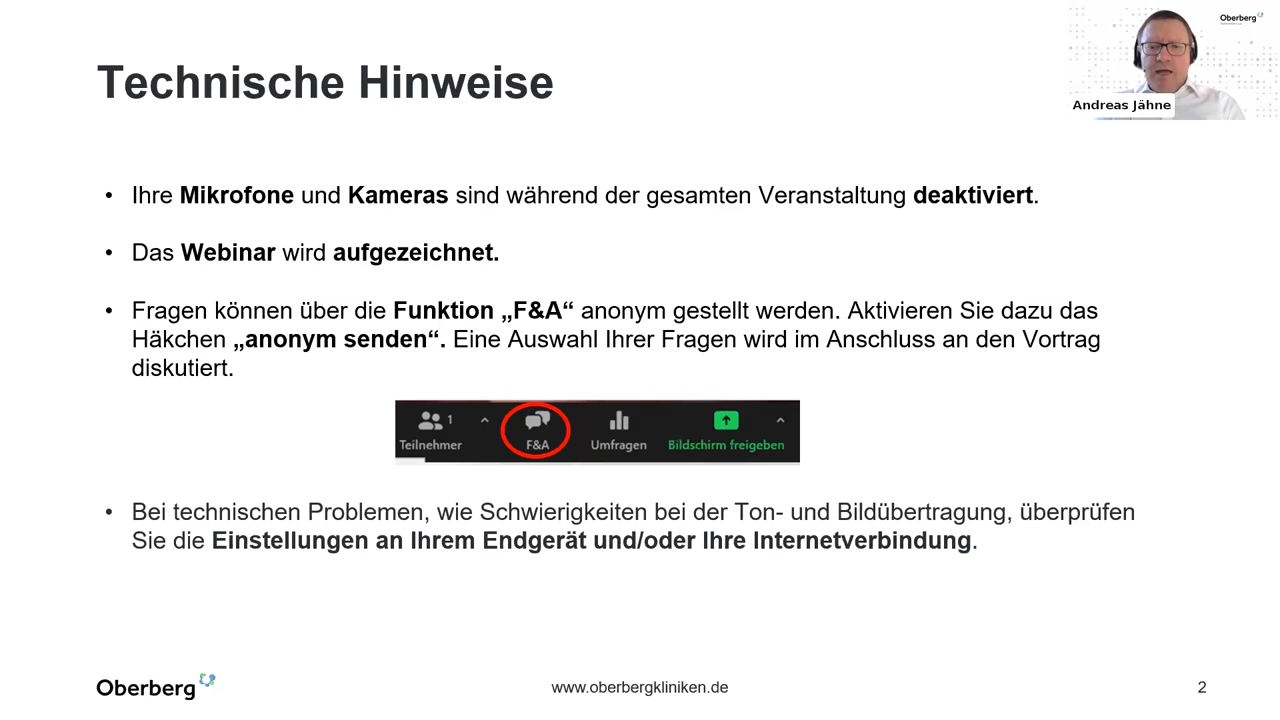 Oberberg
Technische Hinweise
Andreas Jähne
• Ihre Mikrofone und Kameras sind während der gesamten Veranstaltung deaktiviert.
• Das Webinar wird aufgezeichnet.
• Fragen können über die Funktion „F&A“ anonym gestellt werden. Aktivieren Sie dazu das
Häkchen „anonym senden“. Eine Auswahl Ihrer Fragen wird im Anschluss an den Vortrag
diskutiert.
1
Teilnehmer F&A Umfragen Bildschirm freigeben
• Bei technischen Problemen, wie Schwierigkeiten bei der Ton- und Bildübertragung, überprüfen
Sie die Einstellungen an Ihrem Endgerät und/oder Ihre Internetverbindung.
Oberberg www.oberbergkliniken.de 2